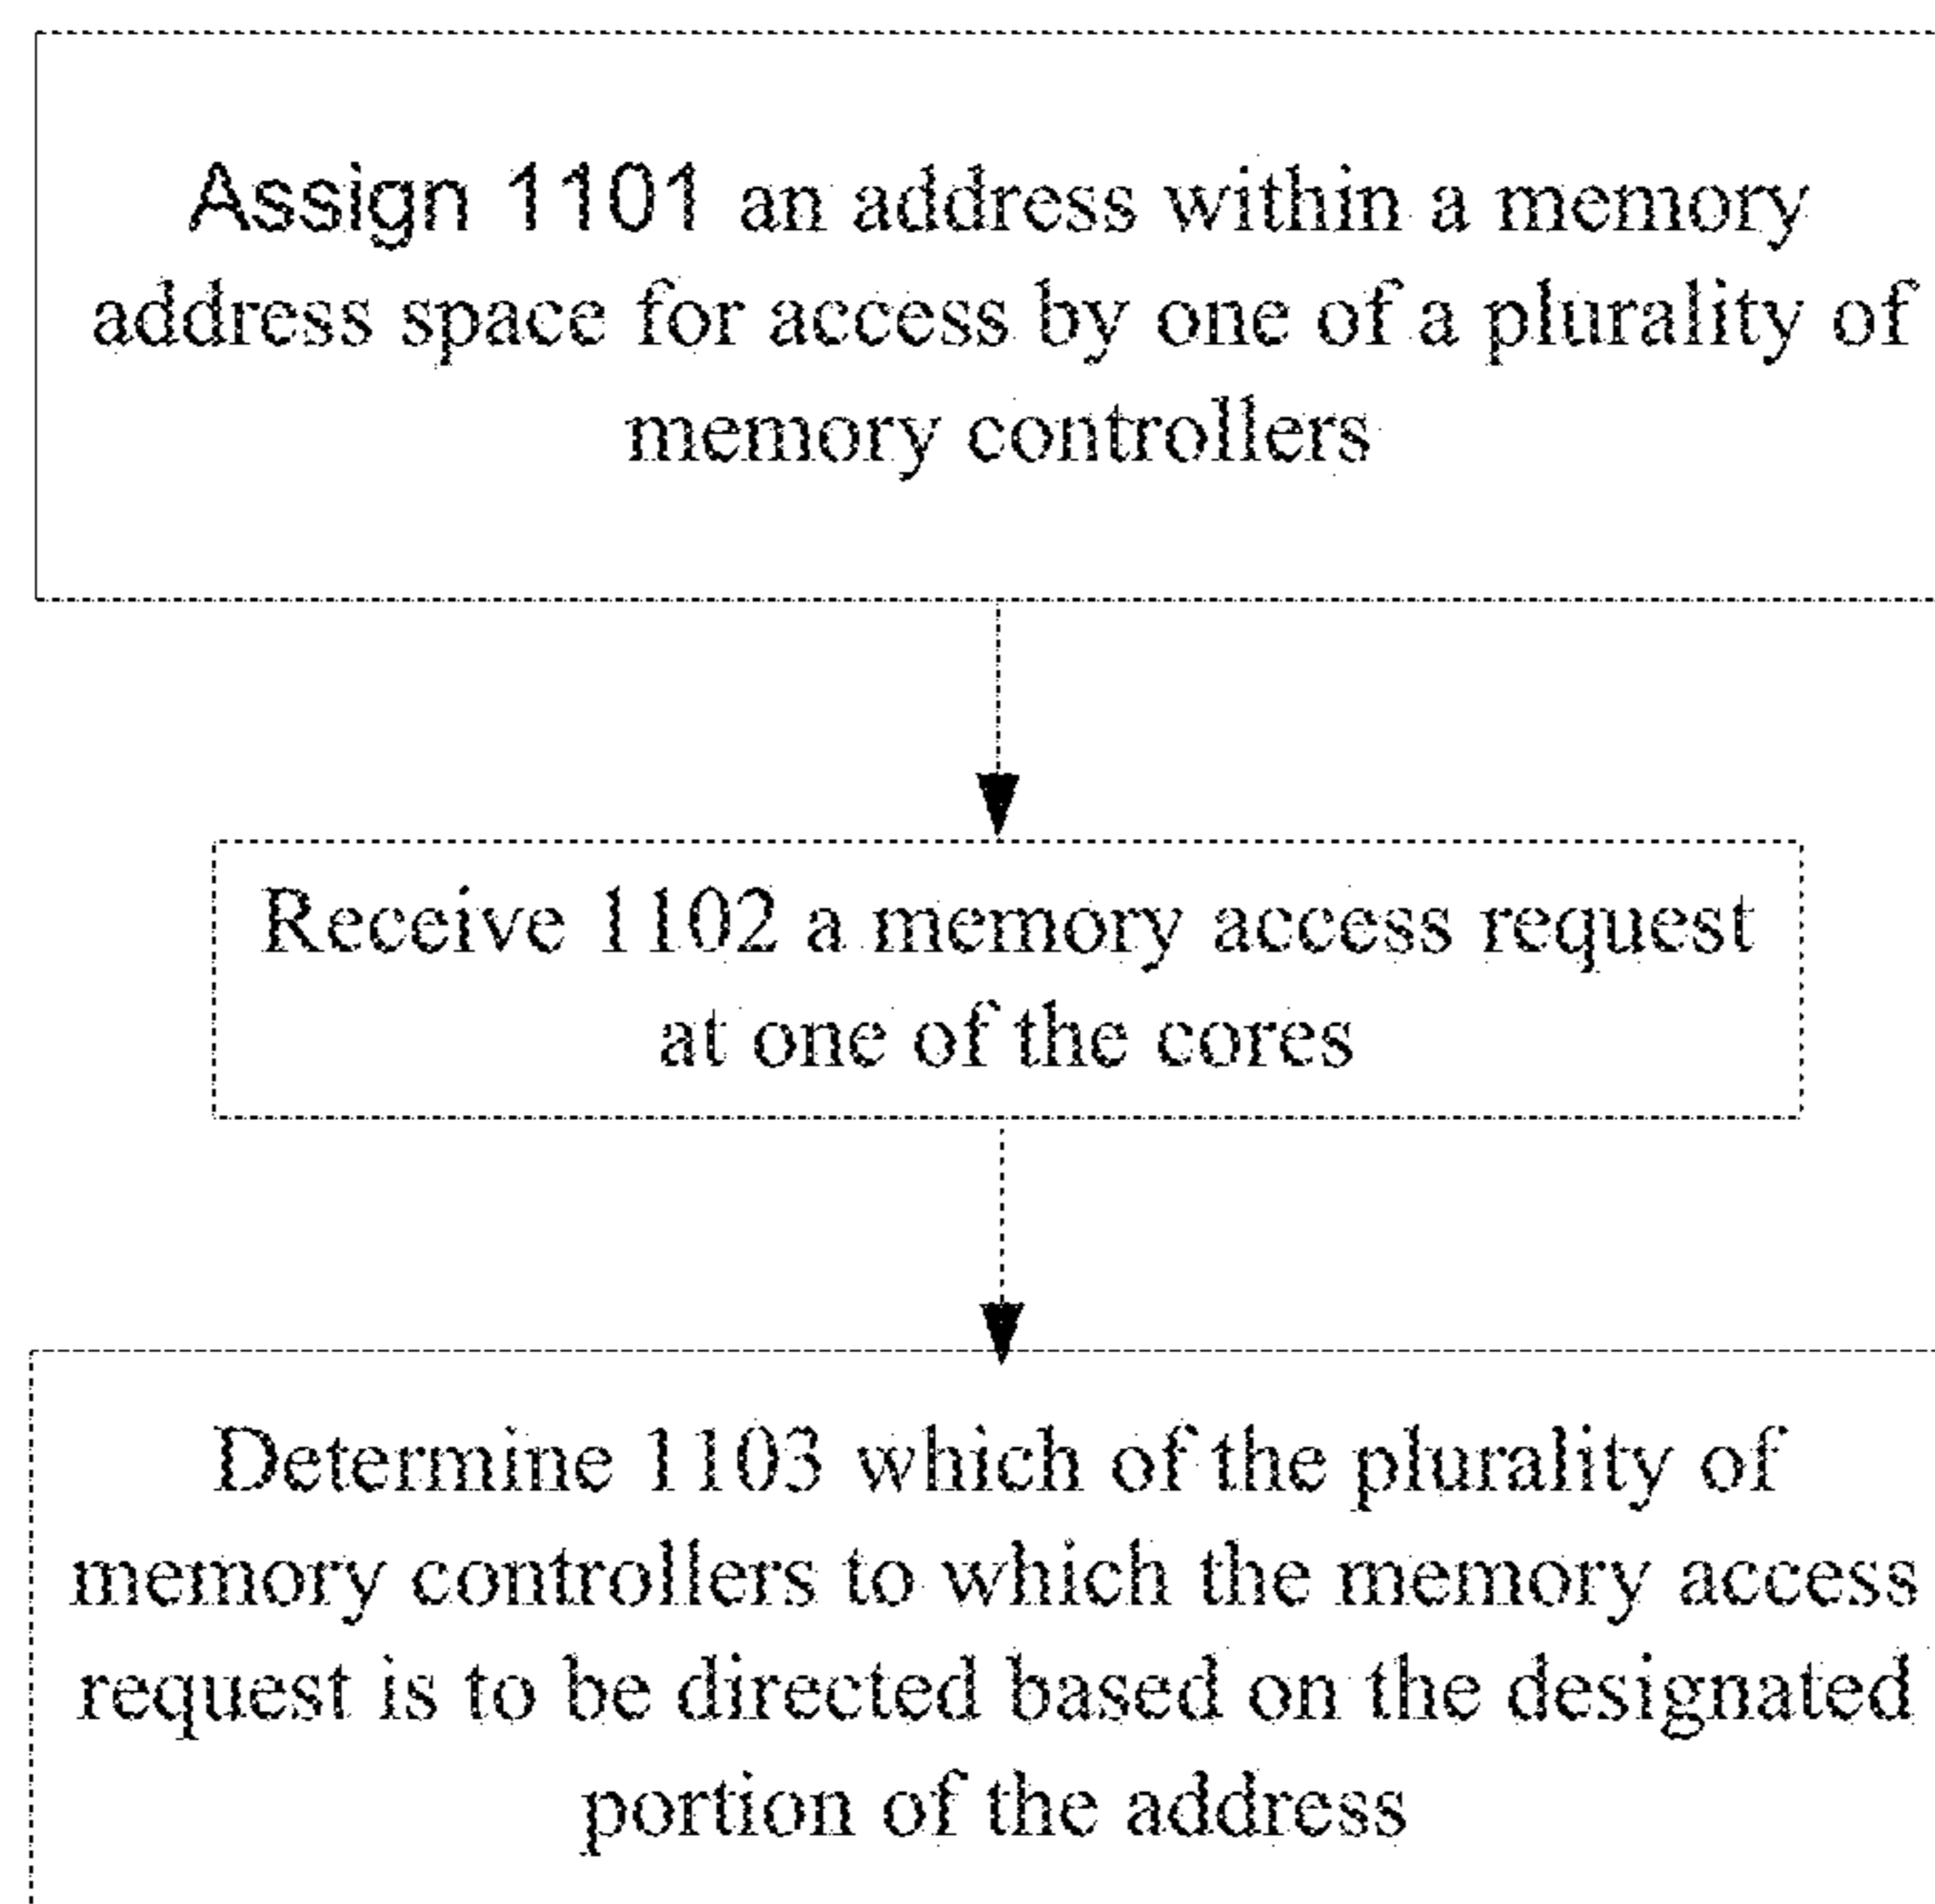 Assign 1101 an address within a memory
address space for access by one of a plurality of
memory controllers
Receive 1102 a memory access request
at one of the cores
Determine 1103 which of the plurality of
memory controllers to which the memory access
request is to be directed based on the designated
portion of the address